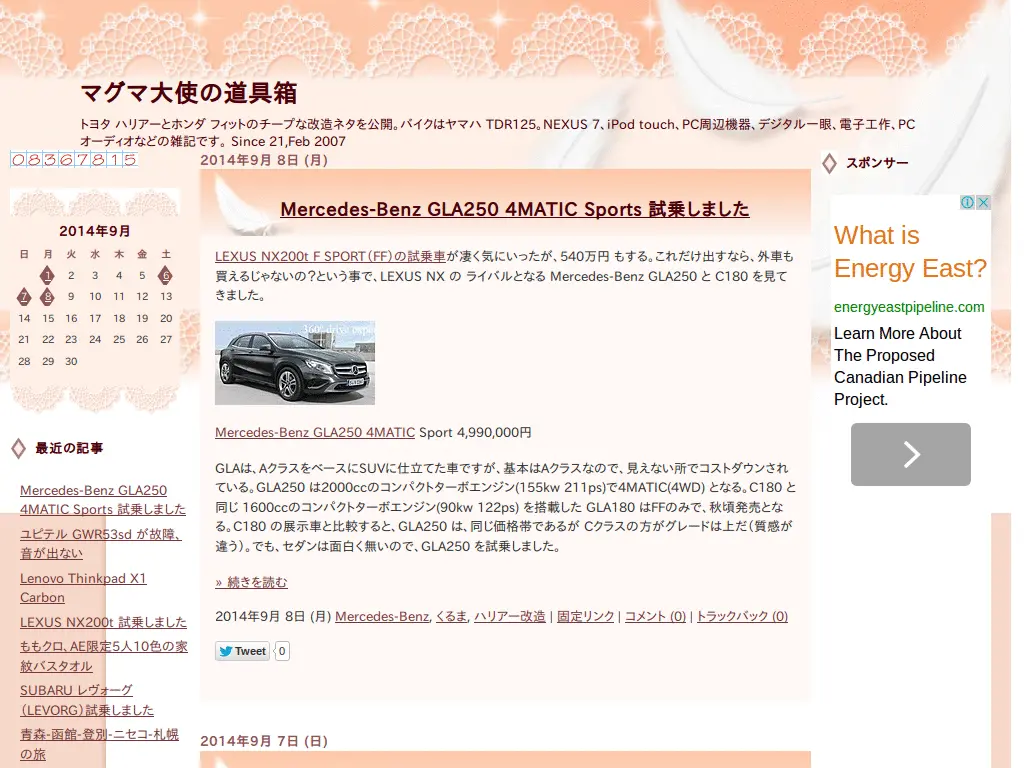 マグマ大使の道具箱
トヨタ ハリアーとホンダ フィットのチープな改造ネタを公開。バイクはヤマハ TDR125。NEXUS 7、iPod touch、PC周辺機器、デジタル一眼、電子工作、PC
オーディオなどの雑記です。 Since 21,Feb 2007
08367815
2014年9月
日 月 火 水 木 金 土
1 2 3 4 5 6
7 8 9 10 11 12 13
14 15 16 17 18 19 20
21 22 23 24 25 26 27
28 29 30
最近の記事
Mercedes-Benz GLA250
4MATIC Sports 試乗しました
ユピテル GWR53sd が故障、
音が出ない
Lenovo Thinkpad X1
Carbon
LEXUS NX200t 試乗しました
ももクロ、AE限定5人10色の家
紋バスタオル
SUBARU レヴォーグ
（LEVORG）試乗しました
青森-函館-登別-ニセコ-札幌
の旅
2014年9月 8日 (月)
Mercedes-Benz GLA250 4MATIC Sports 試乗しました
LEXUS NX200t F SPORT（FF）の試乗車が凄く気にいったが、540万円 もする。これだけ出すなら、外車も
買えるじゃないの？という事で、LEXUS NX の ライバルとなる Mercedes-Benz GLA250 と C180 を見て
きました。
Mercedes-Benz GLA250 4MATIC Sport 4,990,000円
GLAは、AクラスをベースにSUVに仕立てた車ですが、基本はAクラスなので、見えない所でコストダウンされ
ている。GLA250 は2000ccのコンパクトターボエンジン(155kw 211ps)で4MATIC(4WD) となる。C180 と
同じ 1600ccのコンパクトターボエンジン(90kw 122ps) を搭載した GLA180 はFFのみで、秋頃発売とな
る。C180 の展示車と比較すると、GLA250 は、同じ価格帯であるが Cクラスの方がグレードは上だ（質感が
違う）。でも、セダンは面白く無いので、GLA250 を試乗しました。
» 続きを読む
2014年9月 8日 (月) Mercedes-Benz, くるま, ハリアー改造 | 固定リンク | コメント (0) | トラックバック (0)
Tweet 0
2014年9月 7日 (日)
スポンサー
What is
Energy East?
energyeastpipeline.com
Learn More About
The Proposed
Canadian Pipeline
Project.